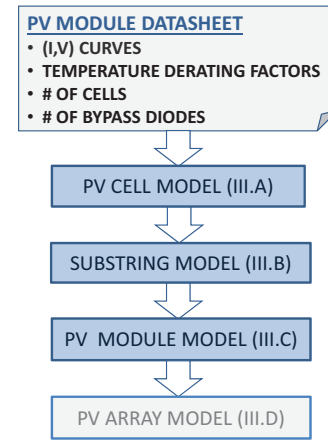 PV MODULE DATASHEET
• (I,V) CURVES
• TEMPERATURE DERATING FACTORS
• # OF CELLS
• # OF BYPASS DIODES
PV CELL MODEL (III.A)
SUBSTRING MODEL (III.B)
PV MODULE MODEL (III.C)
PV ARRAY MODEL (III.D)